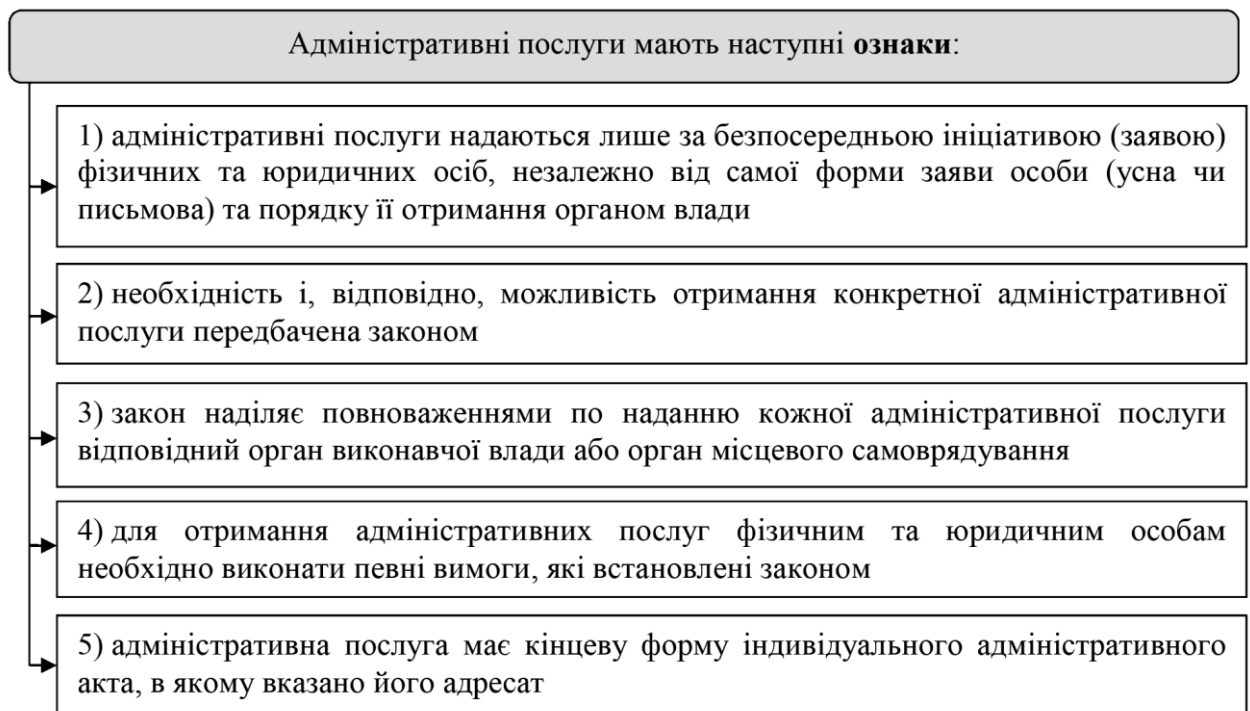 Адміністративні послуги мають наступні ознаки:
1) адміністративні послуги надаються лише за безпосередньою ініціативою (заявою)
фізичних та юридичних осіб, незалежно від самої форми заяви особи (усна чи
письмова) та порядку її отримання органом влади
2) необхідність і, відповідно, можливість отримання конкретної адміністративної
послуги передбачена законом
3) закон наділяє повноваженнями по наданню кожної адміністративної послуги
відповідний орган виконавчої влади або орган місцевого самоврядування
4) для отримання адміністративних послуг фізичним та юридичним особам
необхідно виконати певні вимоги, які встановлені законом
5) адміністративна послуга має кінцеву форму індивідуального адміністративного
акта, в якому вказано його адресат